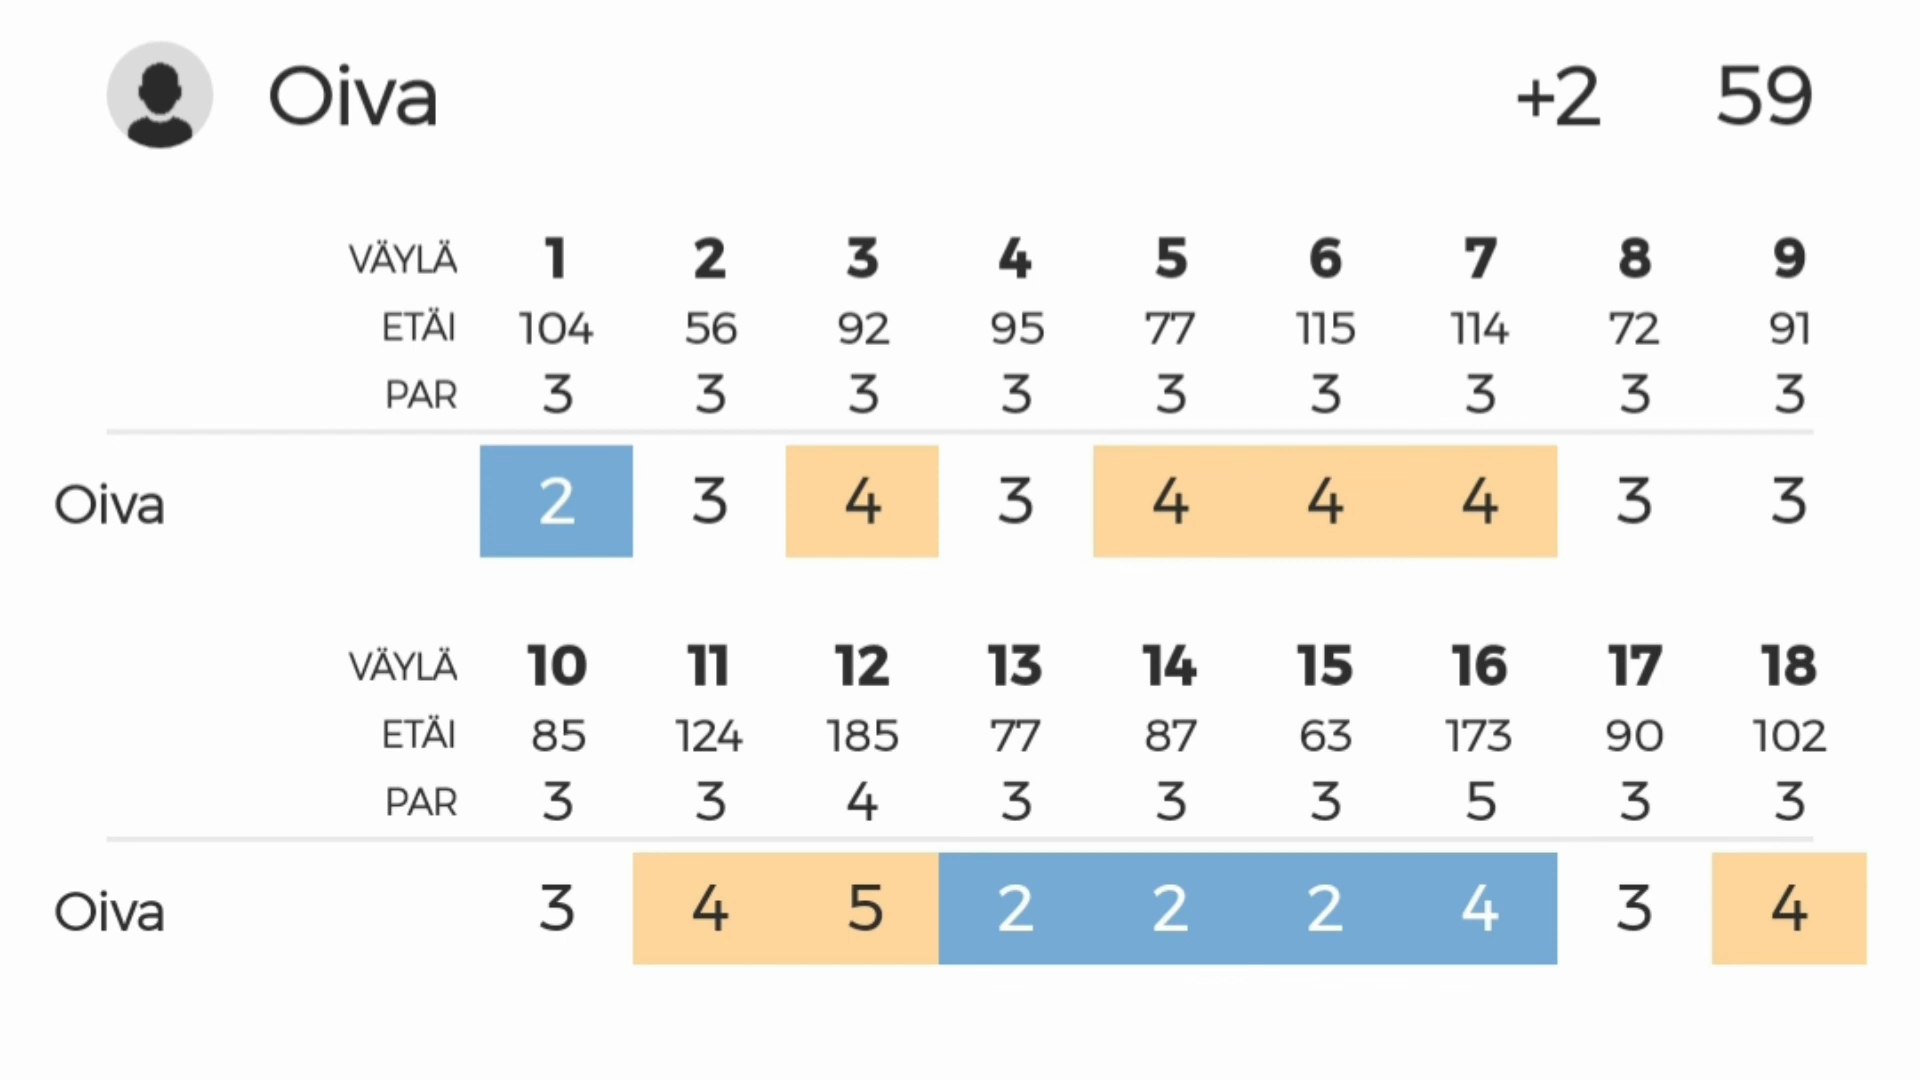 Oiva +2 59
VÄYLÄ 1 2 3 4 5 6 7 8 9
ETÄI 104 56 92 95 77 115 114 72 91
PAR 3 3 3 3 3 3 3 3 3
Oiva 2 3 4 3 4 4 4 3 3
VÄYLÄ 10 11 12 13 14 15 16 17 18
ETÄI 85 124 185 77 87 63 173 90 102
PAR 3 3 4 3 3 3 5 3 3
Oiva 3 4 5 2 2 2 4 3 4